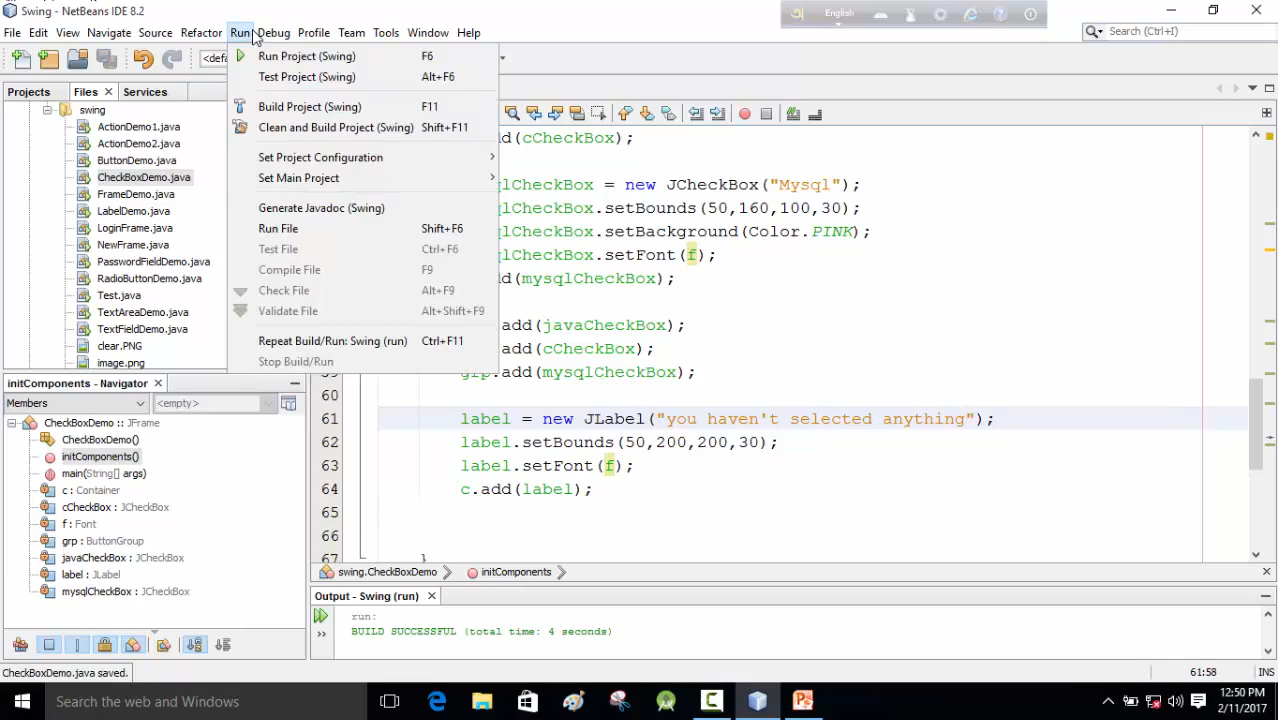 Swing - NetBeans IDE 8.2
English
File Edit View Navigate Source Refactor Run Debug Profile Team Tools Window Help
Search (Ctrl+I)
<defa
Run Project (Swing) F6
Test Project (Swing) Alt+F6
Build Project (Swing) F11
Clean and Build Project (Swing) Shift+F11
Set Project Configuration
Set Main Project
Generate Javadoc (Swing)
Run File Shift+F6
Test File Ctrl+F6
Compile File F9
Check File Alt+F9
Validate File Alt+Shift+F9
Repeat Build/Run: Swing (run) Ctrl+F11
Stop Build/Run
Projects Files Services
swing
ActionDemo1.java
ActionDemo2.java
ButtonDemo.java
CheckBoxDemo.java
FrameDemo.java
LabelDemo.java
LoginFrame.java
NewFrame.java
PasswordFieldDemo.java
RadioButtonDemo.java
Test.java
TextAreaDemo.java
TextFieldDemo.java
clear.PNG
image.png
initComponents - Navigator
Members <empty>
CheckBoxDemo :: JFrame
CheckBoxDemo()
initComponents()
main(String[] args)
c : Container
cCheckBox : JCheckBox
f : Font
grp : ButtonGroup
javaCheckBox : JCheckBox
label : JLabel
mysqlCheckBox : JCheckBox
dd(cCheckBox);
qlCheckBox = new JCheckBox("Mysql");
qlCheckBox.setBounds(50,160,100,30);
qlCheckBox.setBackground(Color.PINK);
qlCheckBox.setFont(f);
dd(mysqlCheckBox);
.add(javaCheckBox);
.add(cCheckBox);
grp.add(mysqlCheckBox);
60
61 label = new JLabel("you haven't selected anything");
62 label.setBounds(50,200,200,30);
63 label.setFont(f);
64 c.add(label);
65
66
67 }
swing.CheckBoxDemo initComponents
Output - Swing (run)
run:
BUILD SUCCESSFUL (total time: 4 seconds)
CheckBoxDemo.java saved.
61:58 INS
Search the Web and Windows
12:50 PM
2/11/2017